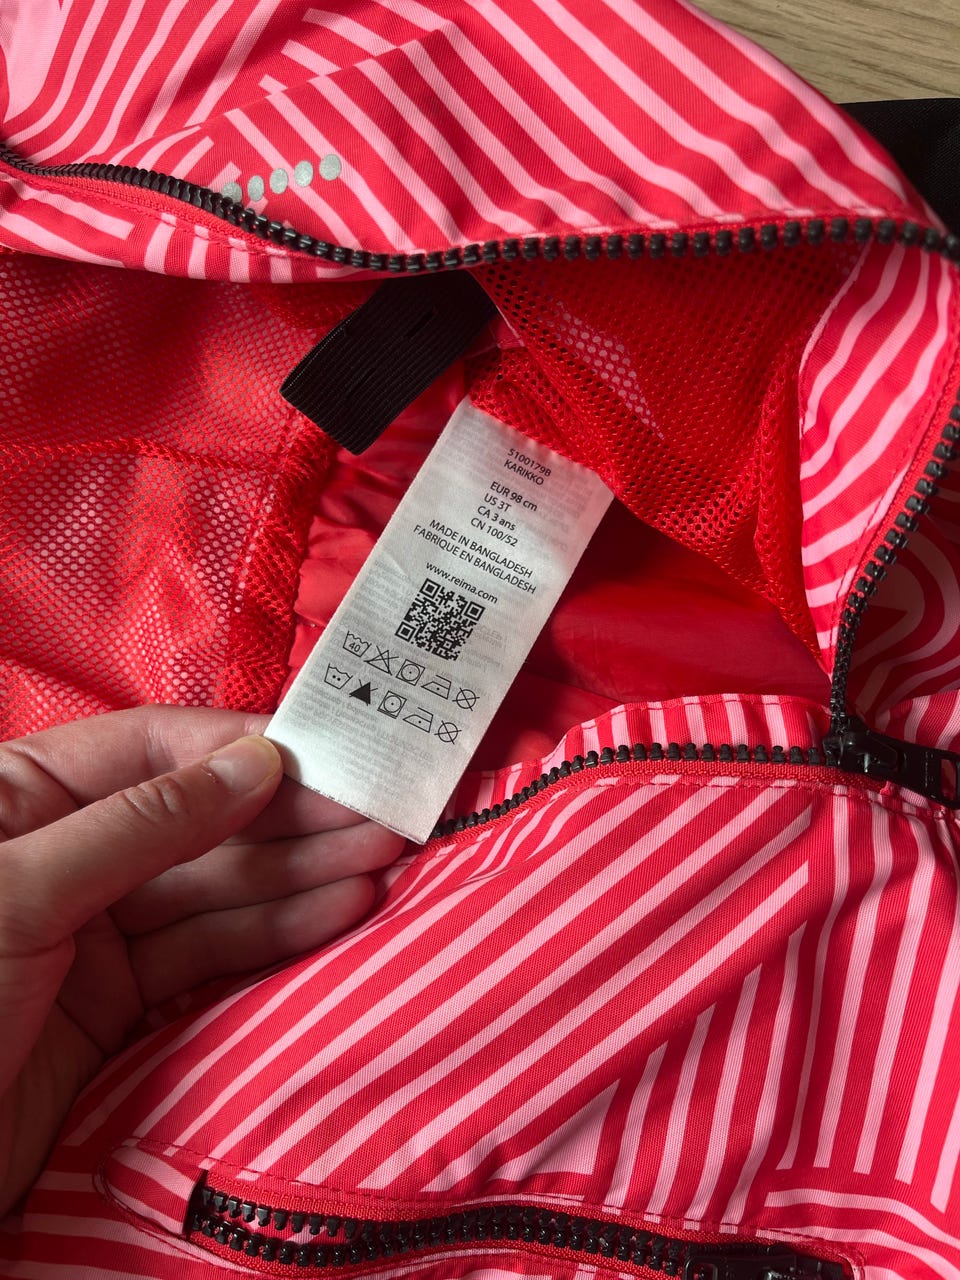 5100179B
KARIKKO
EUR 98 cm
US 3T
CA 3 ans
CN 100/52
MADE IN BANGLADESH
FABRIQUE EN BANGLADESH
www.reima.com
40